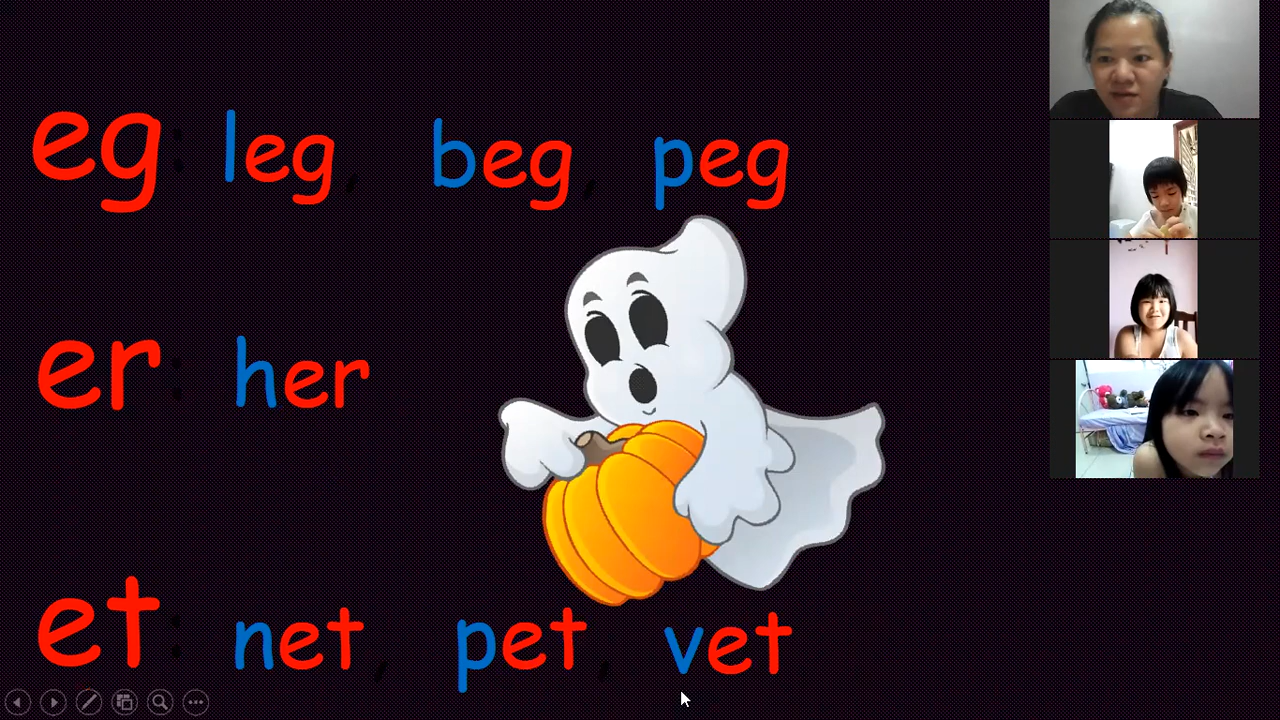 eg : leg, beg, peg
er : her
et : net, pet, vet